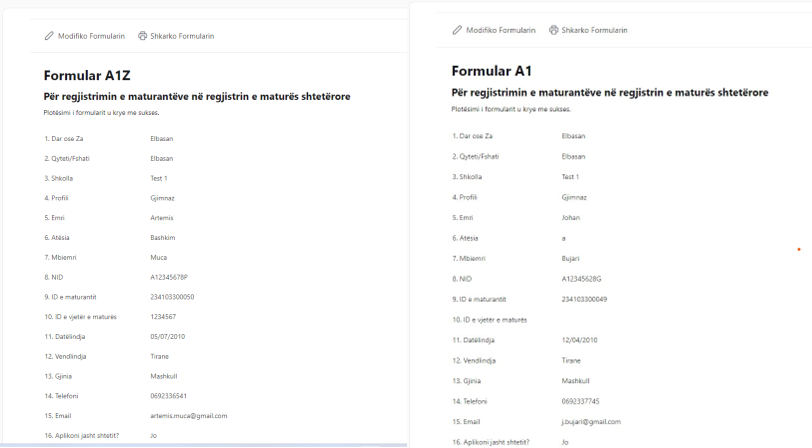 Modifiko Formularin Shkarko Formularin
Formular A1Z
Për regjistrimin e maturantëve në regjistrin e maturës shtetërore
Plotësimi i formularit u krye me sukses.
1. Dar ose Za Elbasan
2. Qyteti/Fshati Elbasan
3. Shkolla Test 1
4. Profili Gjimnaz
5. Emri Artemis
6. Atësia Bashkim
7. Mbiemri Muca
8. NID A12345678P
9. ID e maturantit 234103300050
10. ID e vjetër e maturës 1234567
11. Datëlindja 05/07/2010
12. Vendlindja Tirane
13. Gjinia Mashkull
14. Telefoni 0692336541
15. Email artemis.muca@gmail.com
16. Aplikoni jasht shtetit? Jo
Modifiko Formularin Shkarko Formularin
Formular A1
Për regjistrimin e maturantëve në regjistrin e maturës shtetërore
Plotësimi i formularit u krye me sukses.
1. Dar ose Za Elbasan
2. Qyteti/Fshati Elbasan
3. Shkolla Test 1
4. Profili Gjimnaz
5. Emri Johan
6. Atësia a
7. Mbiemri Bujari
8. NID A12345628G
9. ID e maturantit 234103300049
10. ID e vjetër e maturës
11. Datëlindja 12/04/2010
12. Vendlindja Tirane
13. Gjinia Mashkull
14. Telefoni 0692337745
15. Email j.bujari@gmail.com
16. Aplikoni jasht shtetit? Jo